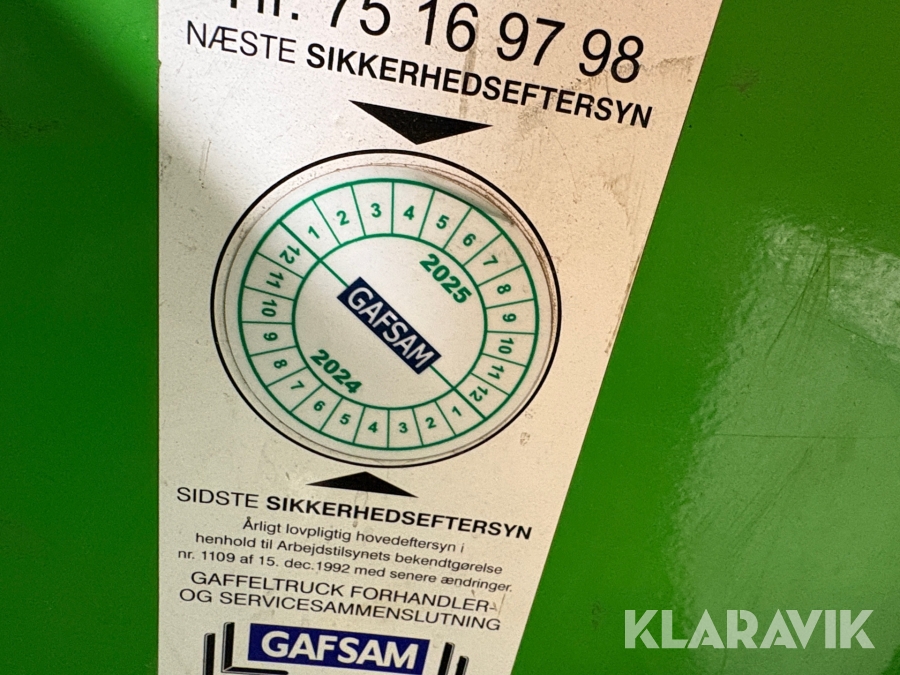 nr. 75 16 97 98
NÆSTE SIKKERHEDSEFTERSYN
1 2 3 4 5 6 7 8 9 10 11 12
2025
GAFSAM
2024
12 11 10 9 8 7 6 5 4 3 2 1
SIDSTE SIKKERHEDSEFTERSYN
Årligt lovpligtig hovedeftersyn i
henhold til Arbejdstilsynets bekendtgørelse
nr. 1109 af 15. dec.1992 med senere ændringer.
GAFFELTRUCK FORHANDLER-
OG SERVICESAMMENSLUTNING
GAFSAM
KLARAVIK